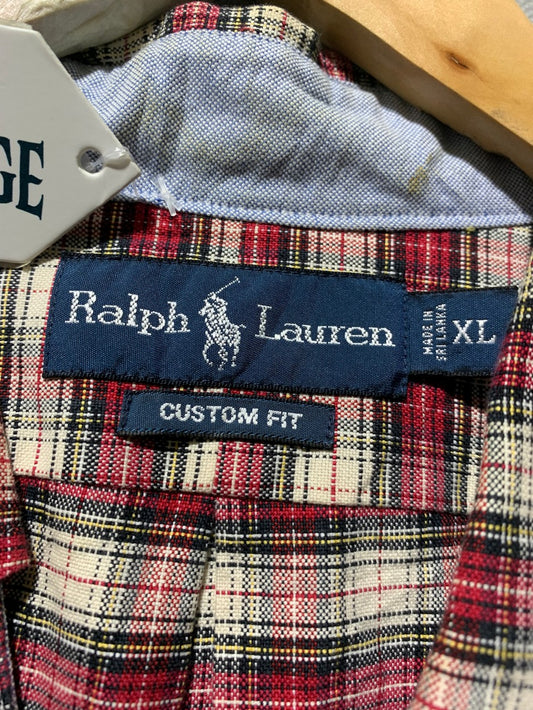 GE
Ralph Lauren
MADE IN
SRI LANKA
XL
CUSTOM FIT